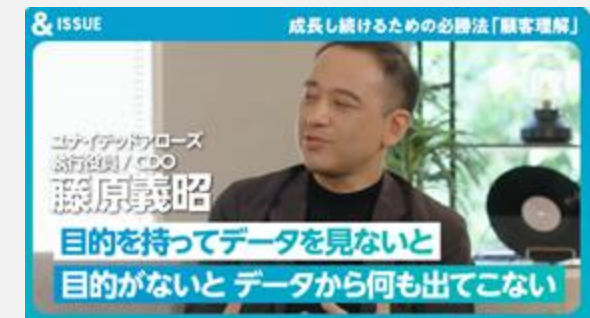 & ISSUE
成長し続けるための必勝法「顧客理解」
ユナイテッドアローズ
執行役員 / CDO
藤原義昭
目的を持ってデータを見ないと
目的がないと データから何も出てこない